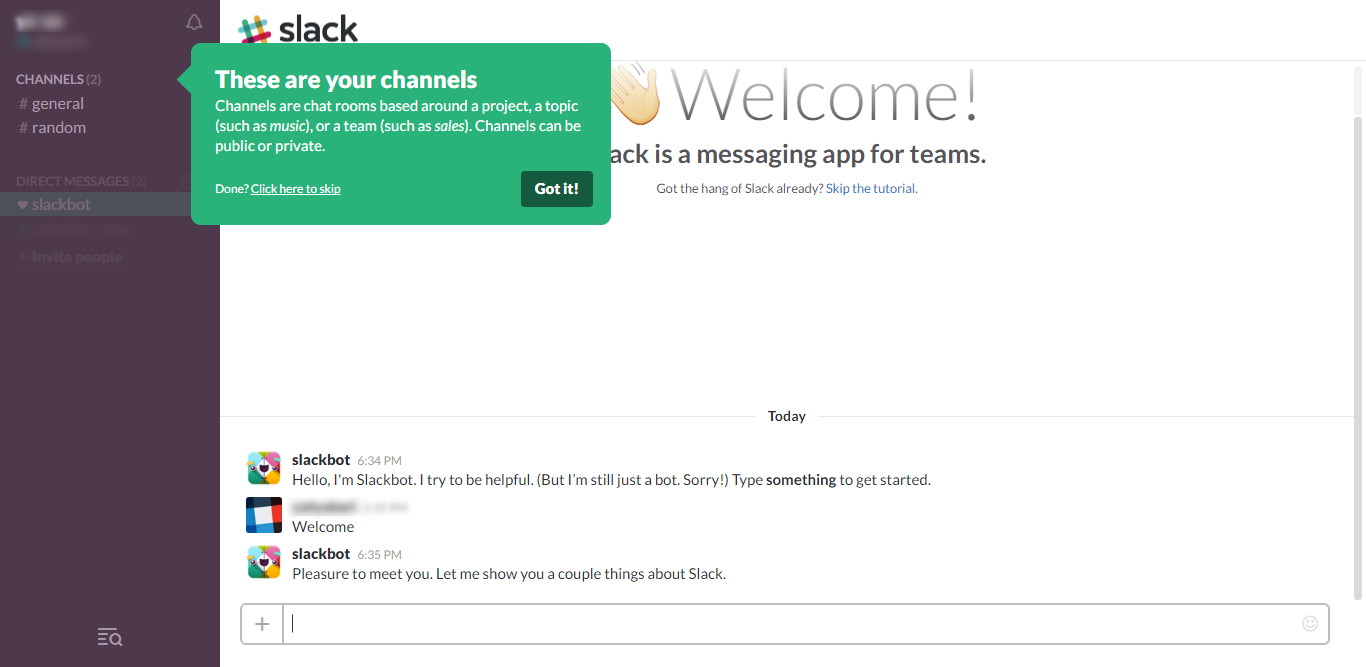 CHANNELS (2)
# general
# random
DIRECT MESSAGES (2)
slackbot
+ Invite people
slack
These are your channels
Channels are chat rooms based around a project, a topic
(such as music), or a team (such as sales). Channels can be
public or private.
Done? Click here to skip
Got it!
Welcome!
ack is a messaging app for teams.
Got the hang of Slack already? Skip the tutorial.
Today
slackbot 6:34 PM
Hello, I'm Slackbot. I try to be helpful. (But I’m still just a bot. Sorry!) Type something to get started.
Welcome
slackbot 6:35 PM
Pleasure to meet you. Let me show you a couple things about Slack.